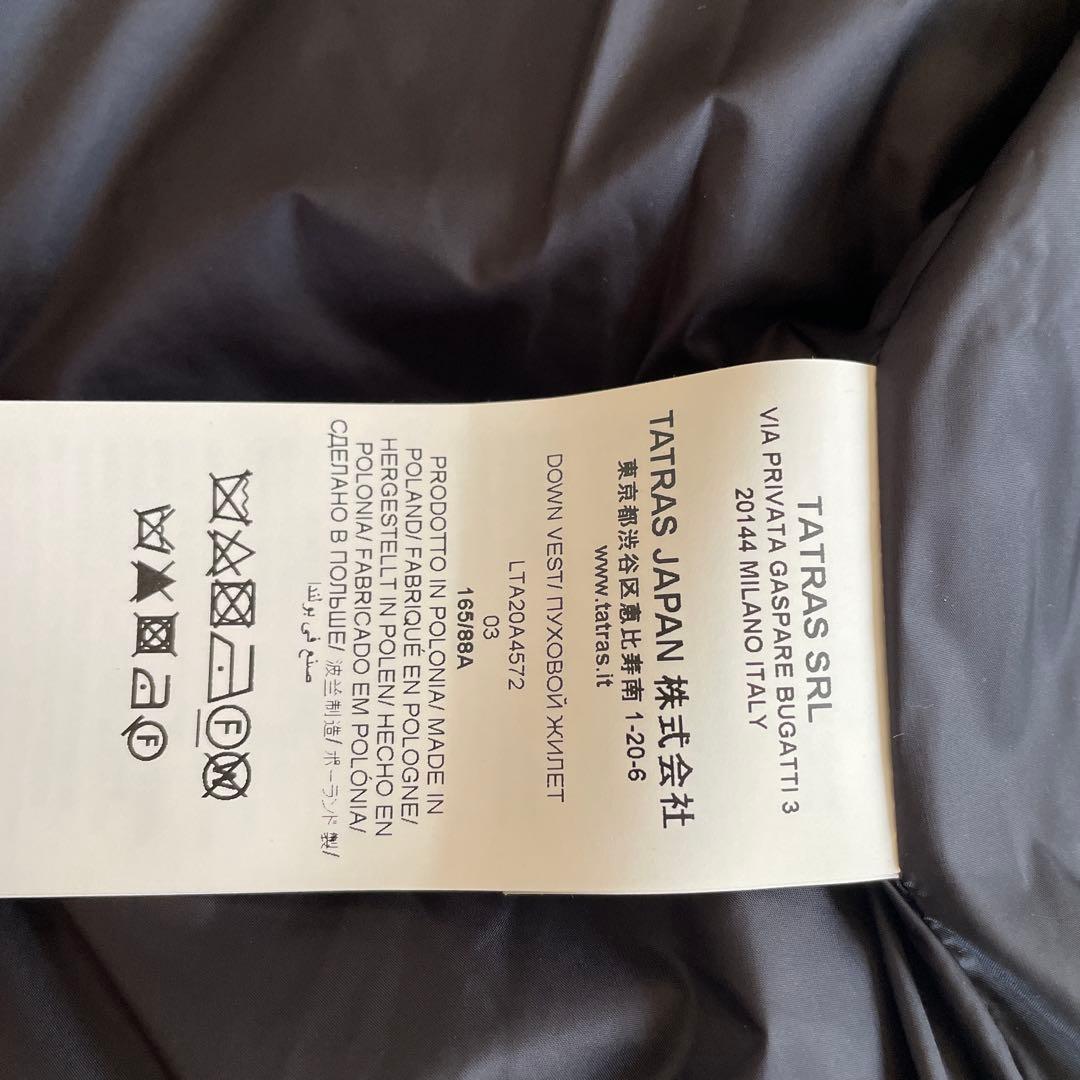 TATRAS SRL
VIA PRIVATA GASPARE BUGATTI 3
20144 MILANO ITALY
TATRAS JAPAN 株式会社
東京都渋谷区恵比寿南 1-20-6
www.tatras.it
DOWN VEST/ ПУХОВОЙ ЖИЛЕТ
LTA20A4572
03
165/88A
PRODOTTO IN POLONIA/ MADE IN
POLAND/ FABRIQUÉ EN POLOGNE/
HERGESTELLT IN POLEN/ HECHO EN
POLONIA/ FABRICADO EM POLÓNIA/
СДЕЛАНО В ПОЛЬШЕ/ 波兰制造/ ポーランド製/
صنع في بولندا
F
W
F